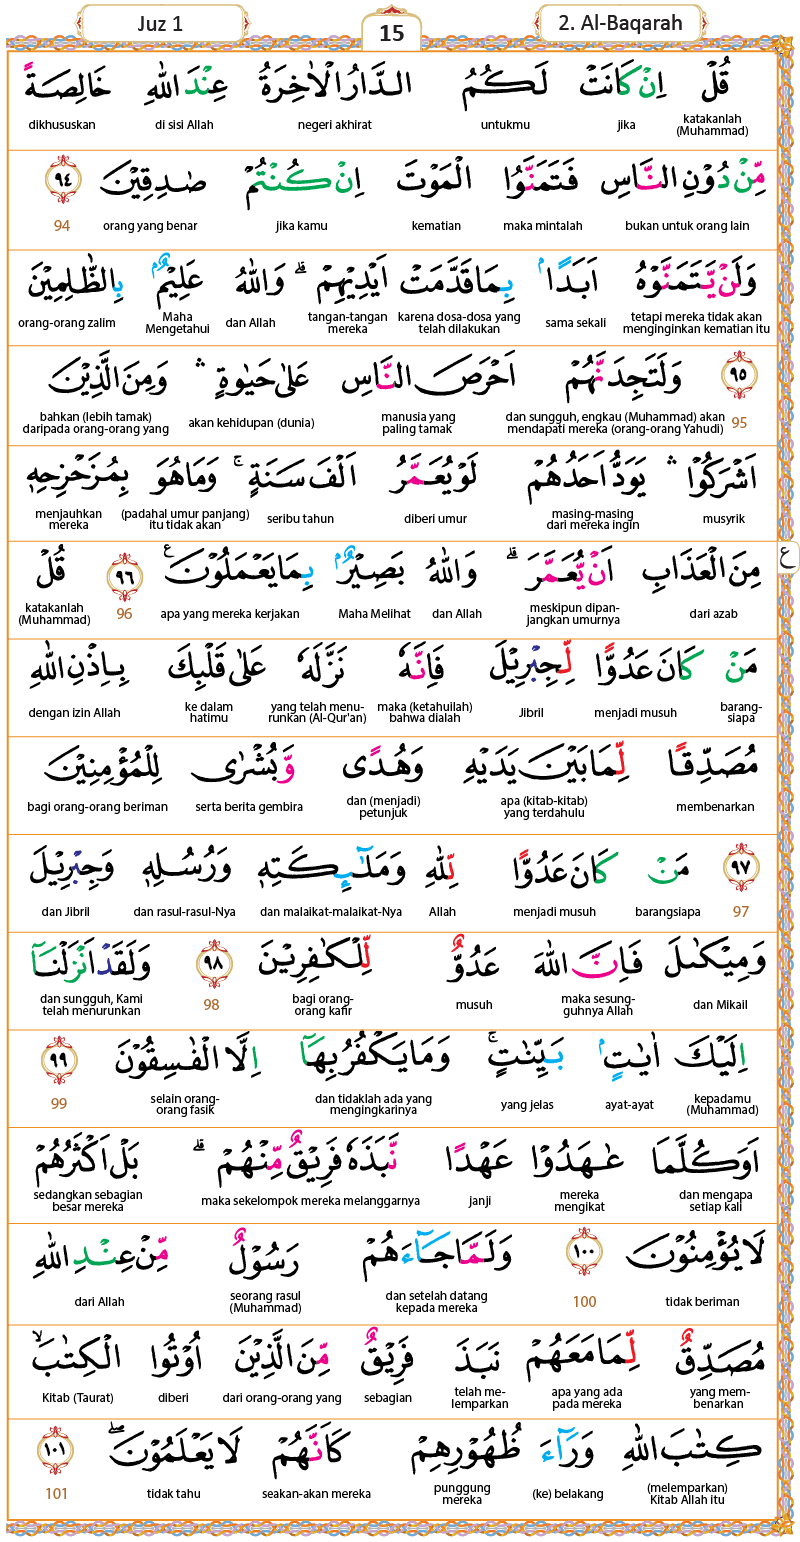 Juz 1
15
2. Al-Baqarah
قُلْ اِنْ كَانَتْ لَكُمُ الدَّارُ الْاٰخِرَةُ عِنْدَ اللّٰهِ خَالِصَةً
katakanlah (Muhammad) jika untukmu negeri akhirat di sisi Allah dikhususkan
مِّنْ دُوْنِ النَّاسِ فَتَمَنَّوُا الْمَوْتَ اِنْ كُنْتُمْ صٰدِقِيْنَ ٩٤
bukan untuk orang lain maka mintalah kematian jika kamu orang yang benar 94
وَلَنْ يَّتَمَنَّوْهُ اَبَدًاۢ بِمَا قَدَّمَتْ اَيْدِيْهِمْ ۗ وَاللّٰهُ عَلِيْمٌۢ بِالظّٰلِمِيْنَ
tetapi mereka tidak akan menginginkan kematian itu sama sekali karena dosa-dosa yang telah dilakukan tangan-tangan mereka dan Allah Maha Mengetahui orang-orang zalim
٩٥ وَلَتَجِدَنَّهُمْ اَحْرَصَ النَّاسِ عَلٰى حَيٰوةٍ ۛ وَمِنَ الَّذِيْنَ
95 dan sungguh, engkau (Muhammad) akan mendapati mereka (orang-orang Yahudi) manusia yang paling tamak akan kehidupan (dunia) bahkan (lebih tamak) daripada orang-orang yang
اَشْرَكُوْا ۛ يَوَدُّ اَحَدُهُمْ لَوْ يُعَمَّرُ اَلْفَ سَنَةٍ ۚ وَمَا هُوَ بِمُزَحْزِحِهٖ
musyrik masing-masing dari mereka ingin diberi umur seribu tahun (padahal umur panjang) itu tidak akan menjauhkan mereka
ع
مِنَ الْعَذَابِ اَنْ يُّعَمَّرَ ۗ وَاللّٰهُ بَصِيْرٌۢ بِمَا يَعْمَلُوْنَ ࣖ ٩٦ قُلْ
dari azab meskipun dipan-jangkan umurnya dan Allah Maha Melihat apa yang mereka kerjakan 96 katakanlah (Muhammad)
مَنْ كَانَ عَدُوًّا لِّجِبْرِيْلَ فَاِنَّهٗ نَزَّلَهٗ عَلٰى قَلْبِكَ بِاِذْنِ اللّٰهِ
barang-siapa menjadi musuh Jibril maka (ketahuilah) bahwa dialah yang telah menu-runkan (Al-Qur'an) ke dalam hatimu dengan izin Allah
مُصَدِّقًا لِّمَا بَيْنَ يَدَيْهِ وَهُدًى وَّبُشْرٰى لِلْمُؤْمِنِيْنَ
membenarkan apa (kitab-kitab) yang terdahulu dan (menjadi) petunjuk serta berita gembira bagi orang-orang beriman
٩٧ مَنْ كَانَ عَدُوًّا لِّلّٰهِ وَمَلٰۤىِٕكَتِهٖ وَرُسُلِهٖ وَجِبْرِيْلَ
97 barangsiapa menjadi musuh Allah dan malaikat-malaikat-Nya dan rasul-rasul-Nya dan Jibril
وَمِيْكٰىلَ فَاِنَّ اللّٰهَ عَدُوٌّ لِّلْكٰفِرِيْنَ ٩٨ وَلَقَدْ اَنْزَلْنَآ
dan Mikail maka sesung-guhnya Allah musuh bagi orang-orang kafir 98 dan sungguh, Kami telah menurunkan
اِلَيْكَ اٰيٰتٍۢ بَيِّنٰتٍ ۚ وَمَا يَكْفُرُ بِهَآ اِلَّا الْفٰسِقُوْنَ ٩٩
kepadamu (Muhammad) ayat-ayat yang jelas dan tidaklah ada yang mengingkarinya selain orang-orang fasik 99
اَوَكُلَّمَا عٰهَدُوْا عَهْدًا نَّبَذَهٗ فَرِيْقٌ مِّنْهُمْ ۗ بَلْ اَكْثَرُهُمْ
dan mengapa setiap kali mereka mengikat janji maka sekelompok mereka melanggarnya sedangkan sebagian besar mereka
لَا يُؤْمِنُوْنَ ١٠٠ وَلَمَّا جَاۤءَهُمْ رَسُوْلٌ مِّنْ عِنْدِ اللّٰهِ
tidak beriman 100 dan setelah datang kepada mereka seorang rasul (Muhammad) dari Allah
مُصَدِّقٌ لِّمَا مَعَهُمْ نَبَذَ فَرِيْقٌ مِّنَ الَّذِيْنَ اُوْتُوا الْكِتٰبَۙ
yang mem-benarkan apa yang ada pada mereka telah me-lemparkan sebagian dari orang-orang yang diberi Kitab (Taurat)
كِتٰبَ اللّٰهِ وَرَاۤءَ ظُهُوْرِهِمْ كَاَنَّهُمْ لَا يَعْلَمُوْنَۖ ١٠١
(melemparkan) Kitab Allah itu (ke) belakang punggung mereka seakan-akan mereka tidak tahu 101